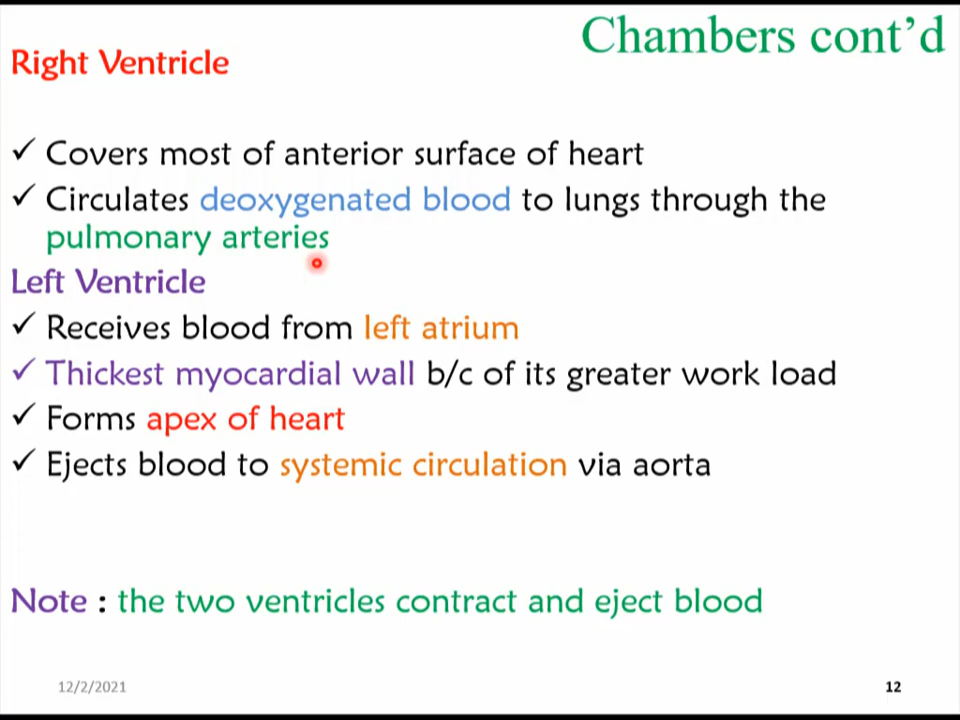 Chambers cont’d
Right Ventricle
✓ Covers most of anterior surface of heart
✓ Circulates deoxygenated blood to lungs through the
pulmonary arteries
Left Ventricle
✓ Receives blood from left atrium
✓ Thickest myocardial wall b/c of its greater work load
✓ Forms apex of heart
✓ Ejects blood to systemic circulation via aorta
Note : the two ventricles contract and eject blood
12/2/2021
12